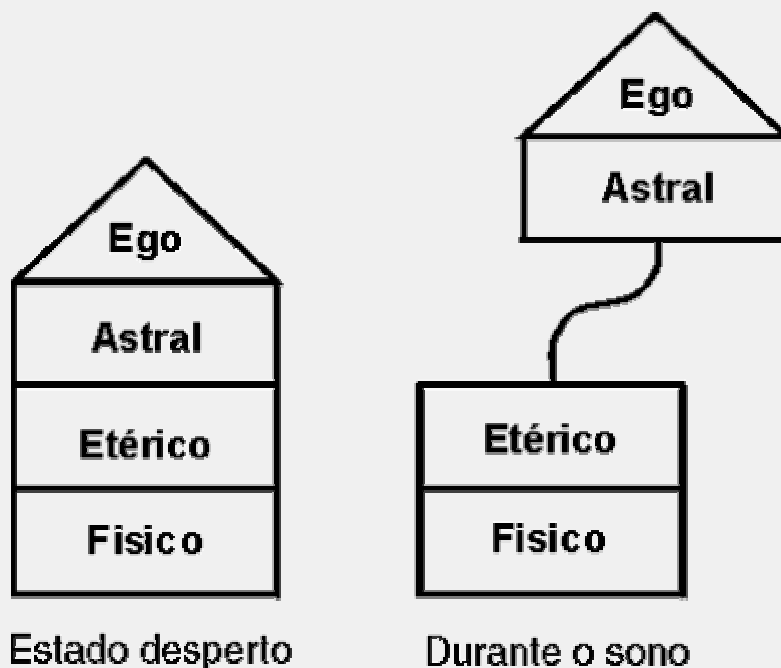 Ego
Astral
Etérico
Fisico
Estado desperto
Ego
Astral
Etérico
Fisico
Durante o sono